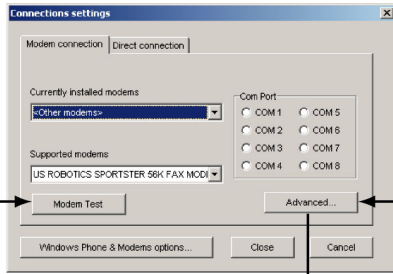 Connections settings
Modem connection
Direct connection
Currently installed modems
<Other modems>
Com Port
COM 1
COM 5
COM 2
COM 6
COM 3
COM 7
COM 4
COM 8
Supported modems
US ROBOTICS SPORTSTER 56K FAX MODI
Modem Test
Advanced...
Windows Phone & Modems options...
Close
Cancel